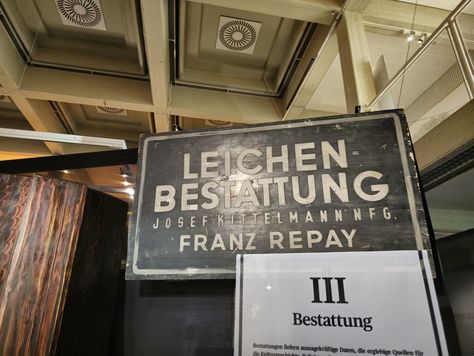 LEICHEN-
BESTATTUNG
JOSEF KITTELMANN'NFG.
FRANZ REPAY
III
Bestattung
Bestattungen liefern aussagekräftige Daten, die ergiebige Quellen für